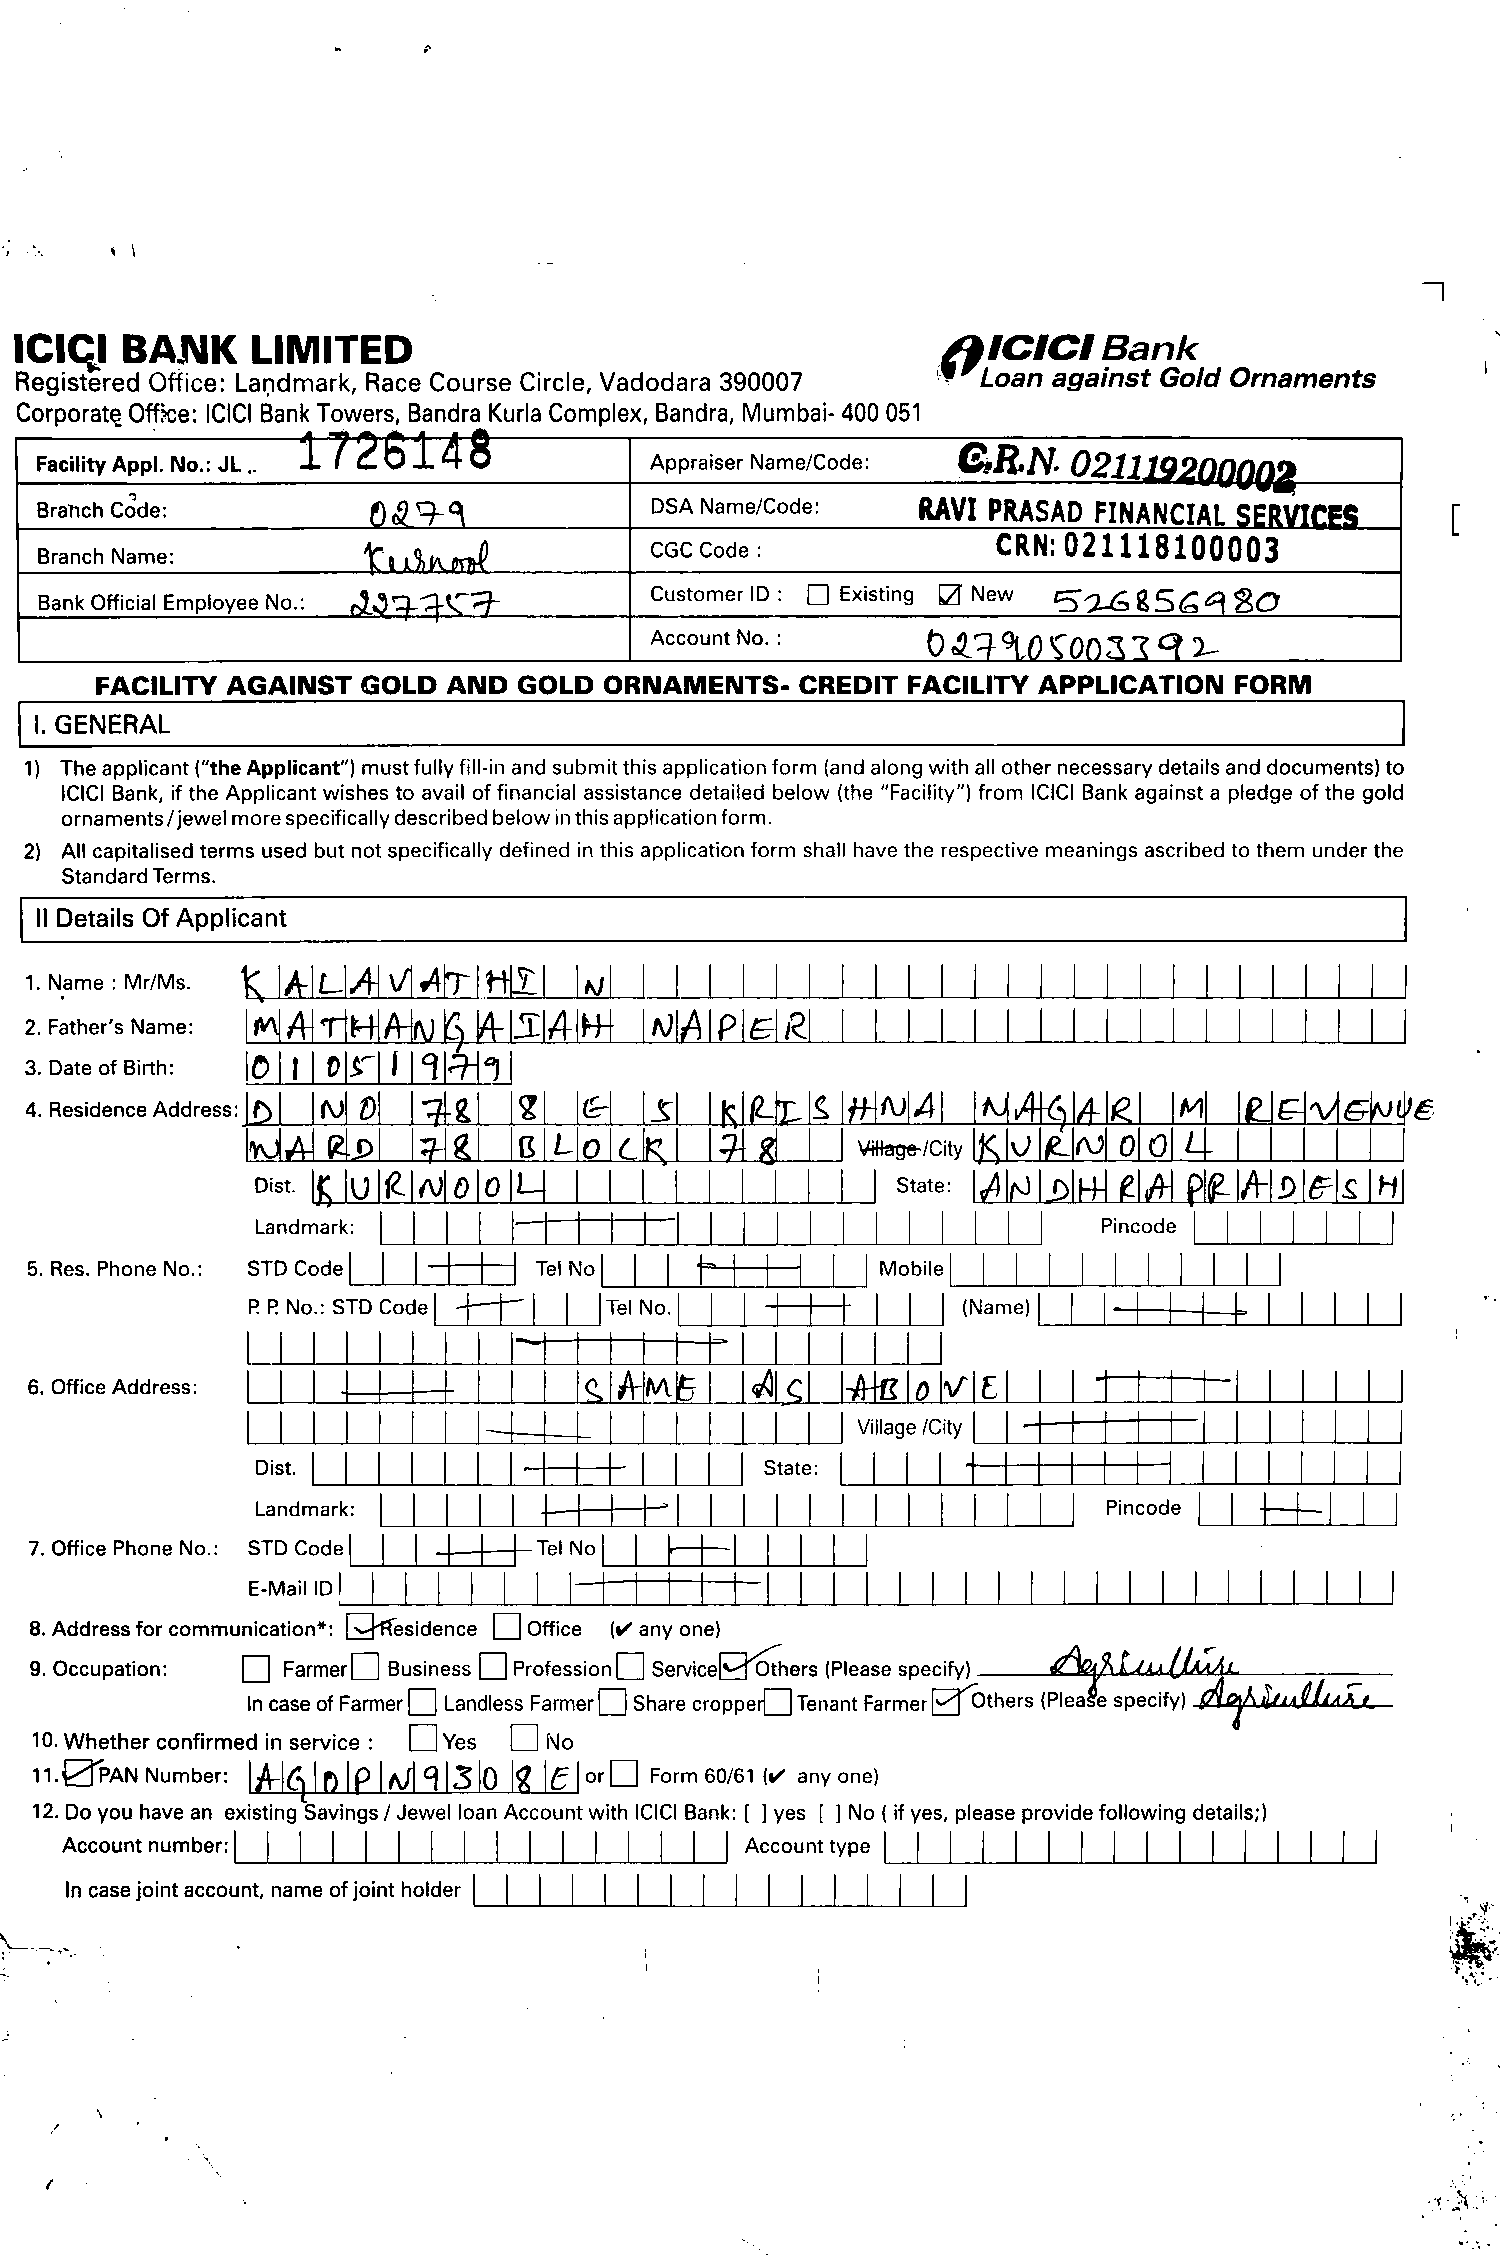 ICICI BANK LIMITED
ICICI Bank
Registered Office: Landmark, Race Course Circle, Vadodara 390007
Loan against Gold Ornaments
Corporate Office: ICICI Bank Towers, Bandra Kurla Complex, Bandra, Mumbai- 400 051
Facility Appl. No.: JL .. 1726148 Appraiser Name/Code: C.R.N. 021119200002
Branch Code: 0279 DSA Name/Code: RAVI PRASAD FINANCIAL SERVICES
Branch Name: Kurnool CGC Code : CRN: 021118100003
Bank Official Employee No.: 227757 Customer ID : ☐ Existing ☑ New 526856980
Account No. : 027905003392
FACILITY AGAINST GOLD AND GOLD ORNAMENTS- CREDIT FACILITY APPLICATION FORM
I. GENERAL
1) The applicant ("the Applicant") must fully fill-in and submit this application form (and along with all other necessary details and documents) to
ICICI Bank, if the Applicant wishes to avail of financial assistance detailed below (the "Facility") from ICICI Bank against a pledge of the gold
ornaments/jewel more specifically described below in this application form.
2) All capitalised terms used but not specifically defined in this application form shall have the respective meanings ascribed to them under the
Standard Terms.
II Details Of Applicant
1. Name : Mr/Ms. KALAVATHI N
2. Father's Name: MATHANGAIAH NAPER
3. Date of Birth: 01051979
4. Residence Address: D NO 78 8 E S KRISHNA NAGAR M REVENUE
WARD 78 BLOCK 78 Village /City KURNOOL
Dist. KURNOOL State: ANDHRAPRADESH
Landmark: Pincode
5. Res. Phone No.: STD Code Tel No Mobile
P. P. No.: STD Code Tel No. (Name)
6. Office Address: SAME AS ABOVE
Village /City
Dist. State:
Landmark: Pincode
7. Office Phone No.: STD Code Tel No
E-Mail ID
8. Address for communication*: ☑ Residence ☐ Office (✔ any one)
9. Occupation: ☐ Farmer ☐ Business ☐ Profession ☐ Service ☑ Others (Please specify) Agriculture
In case of Farmer ☐ Landless Farmer ☐ Share cropper ☐ Tenant Farmer ☑ Others (Please specify) Agriculture
10. Whether confirmed in service : ☐ Yes ☐ No
11. ☑ PAN Number: AGDPN9308E or ☐ Form 60/61 (✔ any one)
12. Do you have an existing Savings / Jewel loan Account with ICICI Bank: [ ] yes [ ] No ( if yes, please provide following details;)
Account number: Account type
In case joint account, name of joint holder